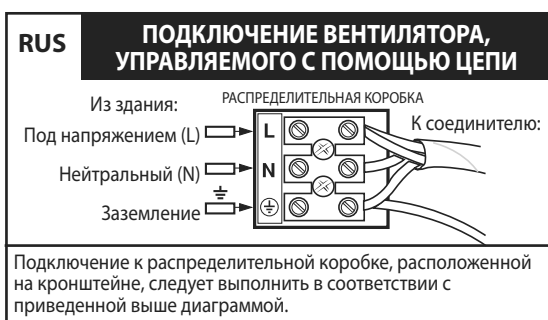 RUS
ПОДКЛЮЧЕНИЕ ВЕНТИЛЯТОРА,
УПРАВЛЯЕМОГО С ПОМОЩЬЮ ЦЕПИ
Из здания:
РАСПРЕДЕЛИТЕЛЬНАЯ КОРОБКА
К соединителю:
Под напряжением (L)
L
Нейтральный (N)
N
Заземление
Подключение к распределительной коробке, расположенной
на кронштейне, следует выполнить в соответствии с
приведенной выше диаграммой.